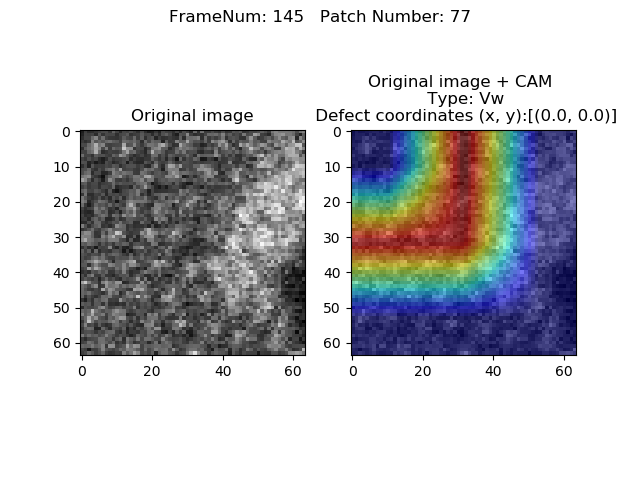 FrameNum: 145   Patch Number: 77
Original image
0
10
20
30
40
50
60
0 20 40 60
Original image + CAM
Type: Vw
Defect coordinates (x, y):[(0.0, 0.0)]
0
10
20
30
40
50
60
0 20 40 60